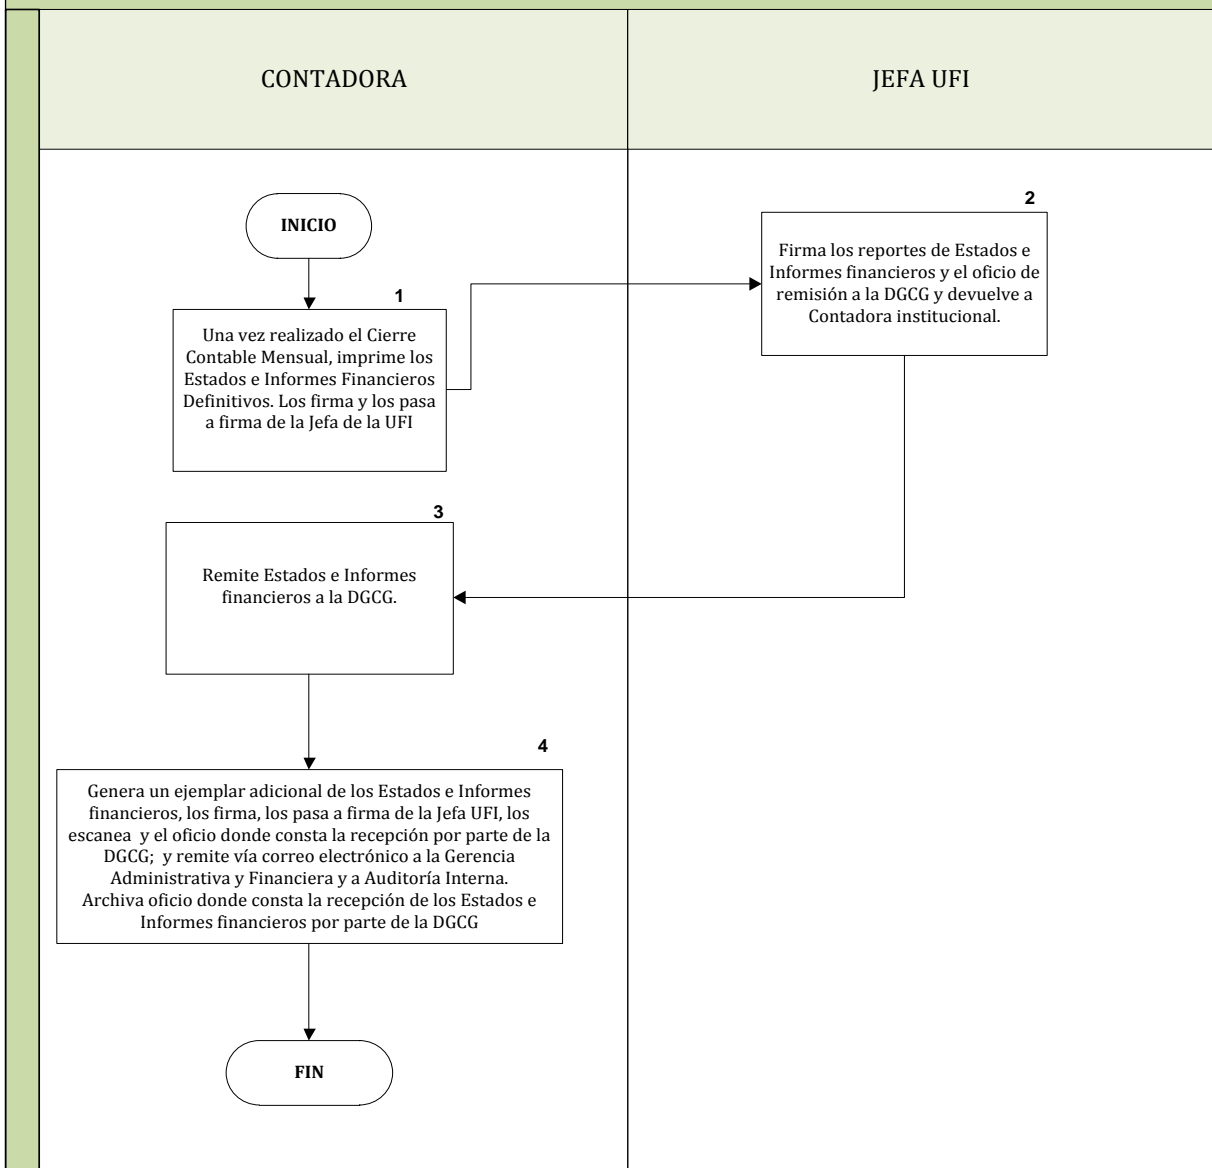 CONTADORA
JEFA UFI
INICIO
1
Una vez realizado el Cierre
Contable Mensual, imprime los
Estados e Informes Financieros
Definitivos. Los firma y los pasa
a firma de la Jefa de la UFI
2
Firma los reportes de Estados e
Informes financieros y el oficio de
remisión a la DGCG y devuelve a
Contadora institucional.
3
Remite Estados e Informes
financieros a la DGCG.
4
Genera un ejemplar adicional de los Estados e Informes
financieros, los firma, los pasa a firma de la Jefa UFI, los
escanea y el oficio donde consta la recepción por parte de la
DGCG; y remite vía correo electrónico a la Gerencia
Administrativa y Financiera y a Auditoría Interna.
Archiva oficio donde consta la recepción de los Estados e
Informes financieros por parte de la DGCG
FIN